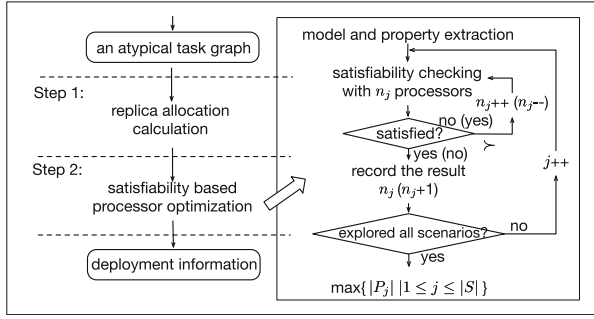 an atypical task graph
Step 1:
replica allocation
calculation
Step 2:
satisfiability based
processor optimization
deployment information
model and property extraction
satisfiability checking
with n_j processors
n_j++ (n_j--)
no (yes)
satisfied?
yes (no)
record the result
n_j (n_j+1)
j++
explored all scenarios?
no
yes
max{ |P_j| |1 ≤ j ≤ |S| }